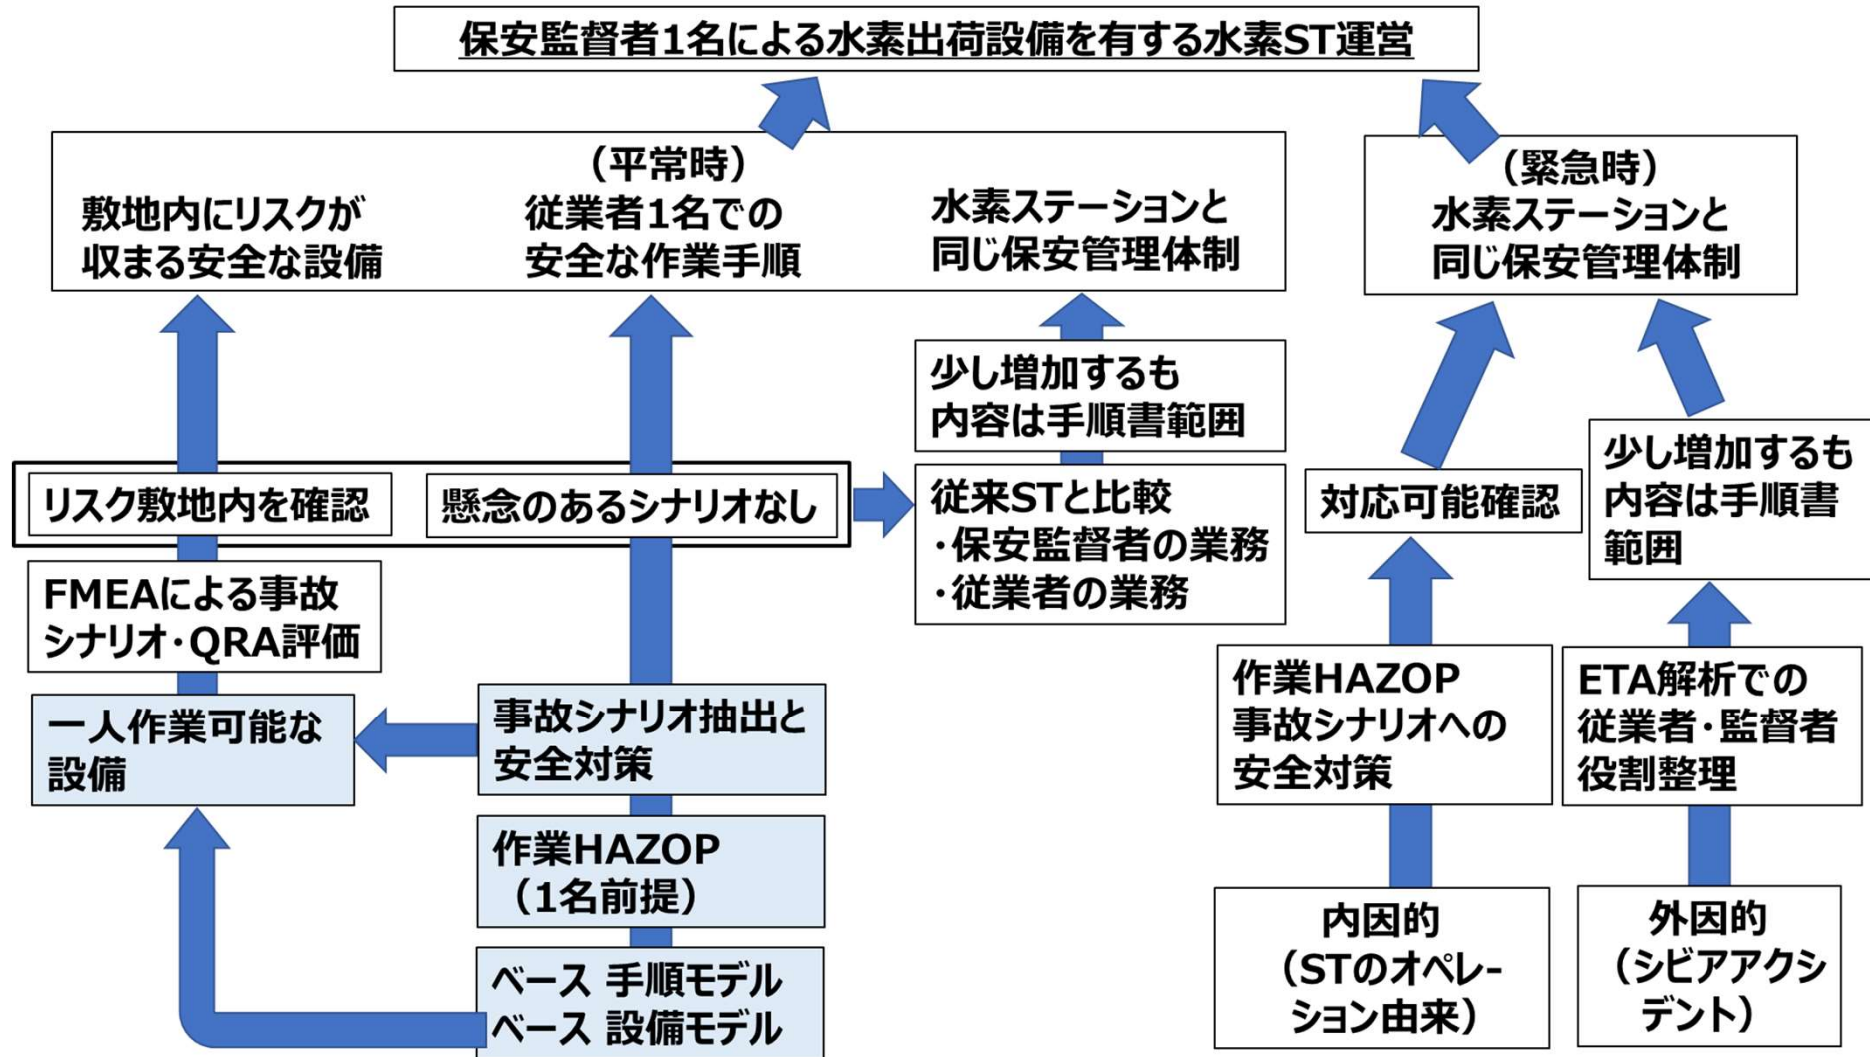 保安監督者1名による水素出荷設備を有する水素ST運営
(平常時)
敷地内にリスクが
収まる安全な設備
従業者1名での
安全な作業手順
水素ステーションと
同じ保安管理体制
(緊急時)
水素ステーションと
同じ保安管理体制
少し増加するも
内容は手順書範囲
リスク敷地内を確認
懸念のあるシナリオなし
従来STと比較
・保安監督者の業務
・従業者の業務
対応可能確認
少し増加するも
内容は手順書
範囲
FMEAによる事故
シナリオ・QRA評価
一人作業可能な
設備
事故シナリオ抽出と
安全対策
作業HAZOP
事故シナリオへの
安全対策
ETA解析での
従業者・監督者
役割整理
作業HAZOP
(1名前提)
ベース 手順モデル
ベース 設備モデル
内因的
(STのオペレ-
ション由来)
外因的
(シビアアクシ
デント)